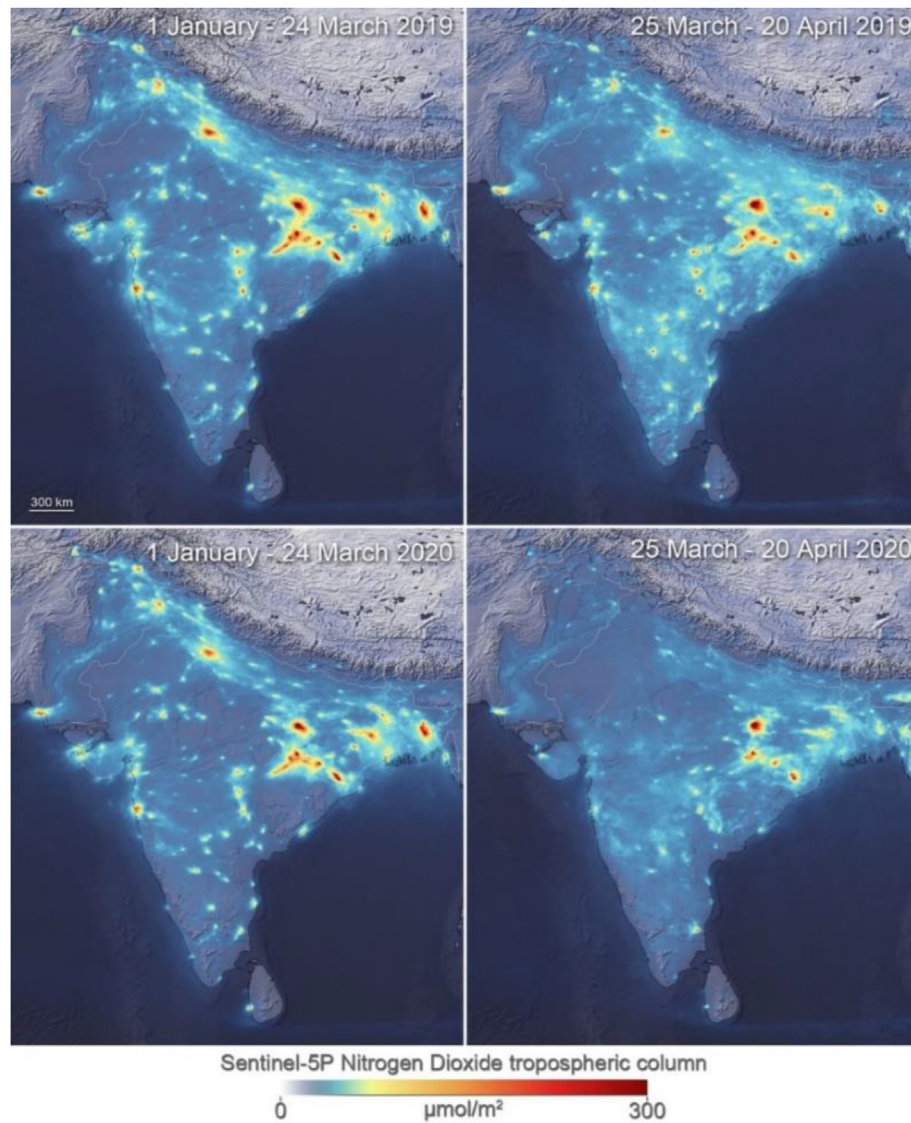 1 January - 24 March 2019
25 March - 20 April 2019
300 km
1 January - 24 March 2020
25 March - 20 April 2020
Sentinel-5P Nitrogen Dioxide tropospheric column
0
µmol/m²
300